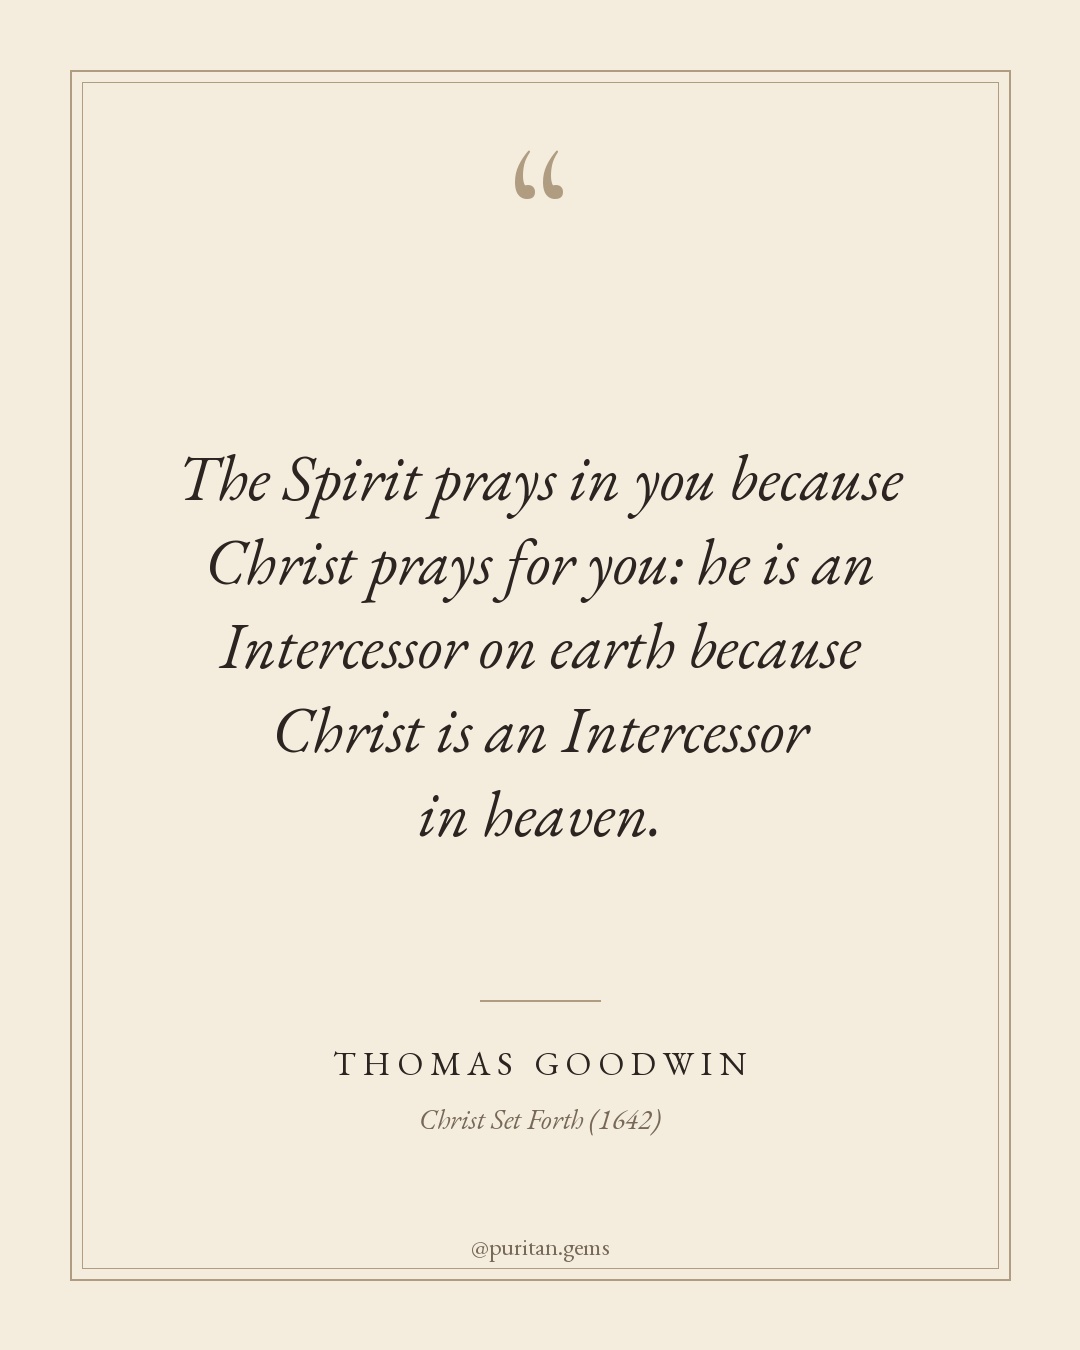 “
The Spirit prays in you because
Christ prays for you: he is an
Intercessor on earth because
Christ is an Intercessor
in heaven.
THOMAS GOODWIN
Christ Set Forth (1642)
@puritan.gems